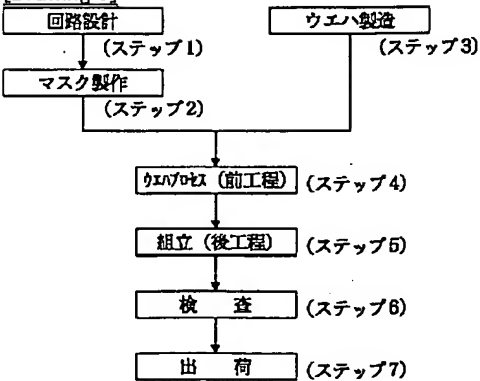 回路設計
ウエハ製造
(ステップ1)
(ステップ3)
マスク製作
(ステップ2)
ウエハプロセス (前工程)
(ステップ4)
組立 (後工程)
(ステップ5)
検 査
(ステップ6)
出 荷
(ステップ7)